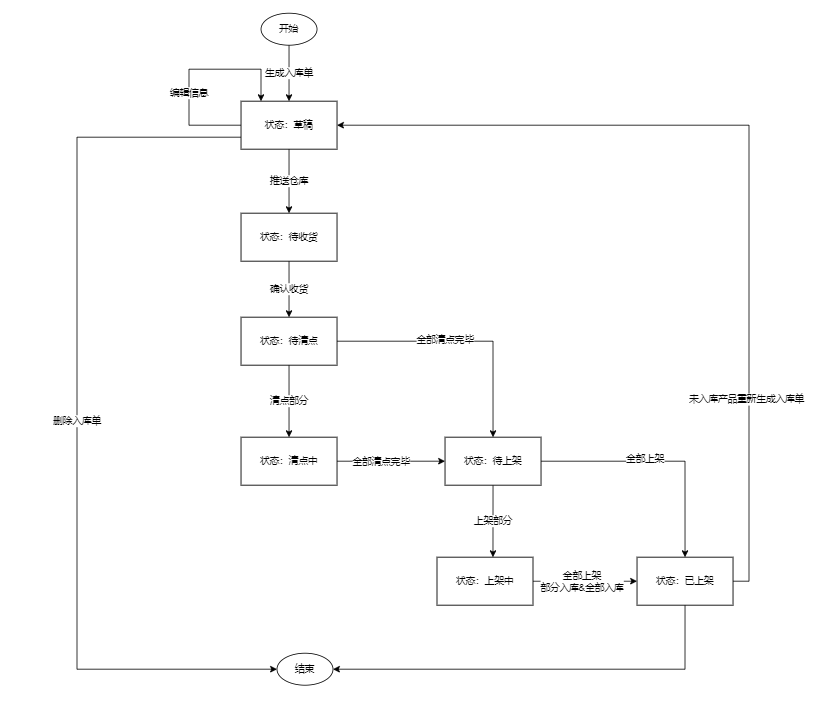 开始
生成入库单
编辑信息
状态：草稿
推送仓库
状态：待收货
确认收货
状态：待清点
全部清点完毕
未入库产品重新生成入库单
清点部分
删除入库单
状态：清点中
全部清点完毕
状态：待上架
全部上架
上架部分
状态：上架中
全部上架
部分入库&全部入库
状态：已上架
结束